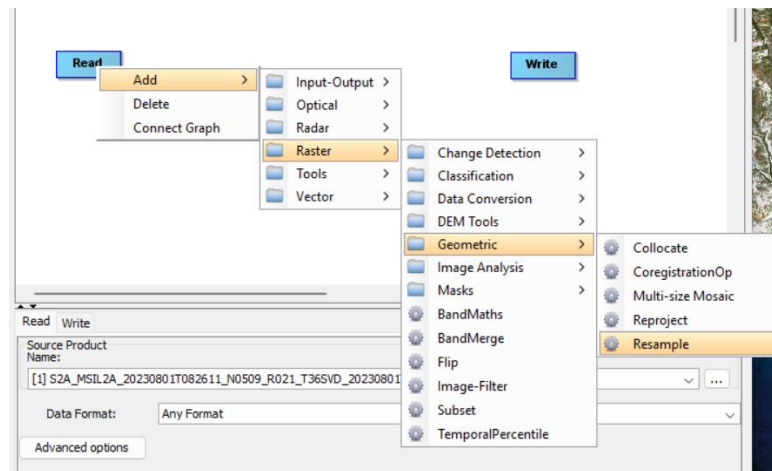 Read
Write
Add
Delete
Connect Graph
Input-Output
Optical
Radar
Raster
Tools
Vector
Change Detection
Classification
Data Conversion
DEM Tools
Geometric
Image Analysis
Masks
BandMaths
BandMerge
Flip
Image-Filter
Subset
TemporalPercentile
Collocate
CoregistrationOp
Multi-size Mosaic
Reproject
Resample
Read Write
Source Product
Name:
[1] S2A_MSIL2A_20230801T082611_N0509_R021_T36SVD_20230801
...
Data Format: Any Format
Advanced options